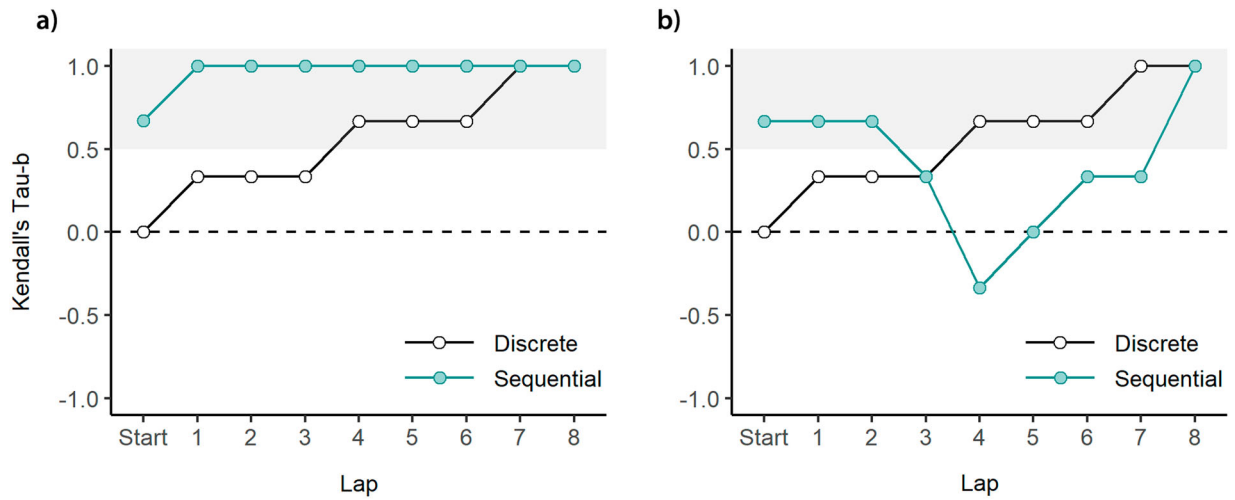 a)
Kendall's Tau-b
1.0
0.5
0.0
-0.5
-1.0
Discrete
Sequential
Start 1 2 3 4 5 6 7 8
Lap
b)
1.0
0.5
0.0
-0.5
-1.0
Discrete
Sequential
Start 1 2 3 4 5 6 7 8
Lap